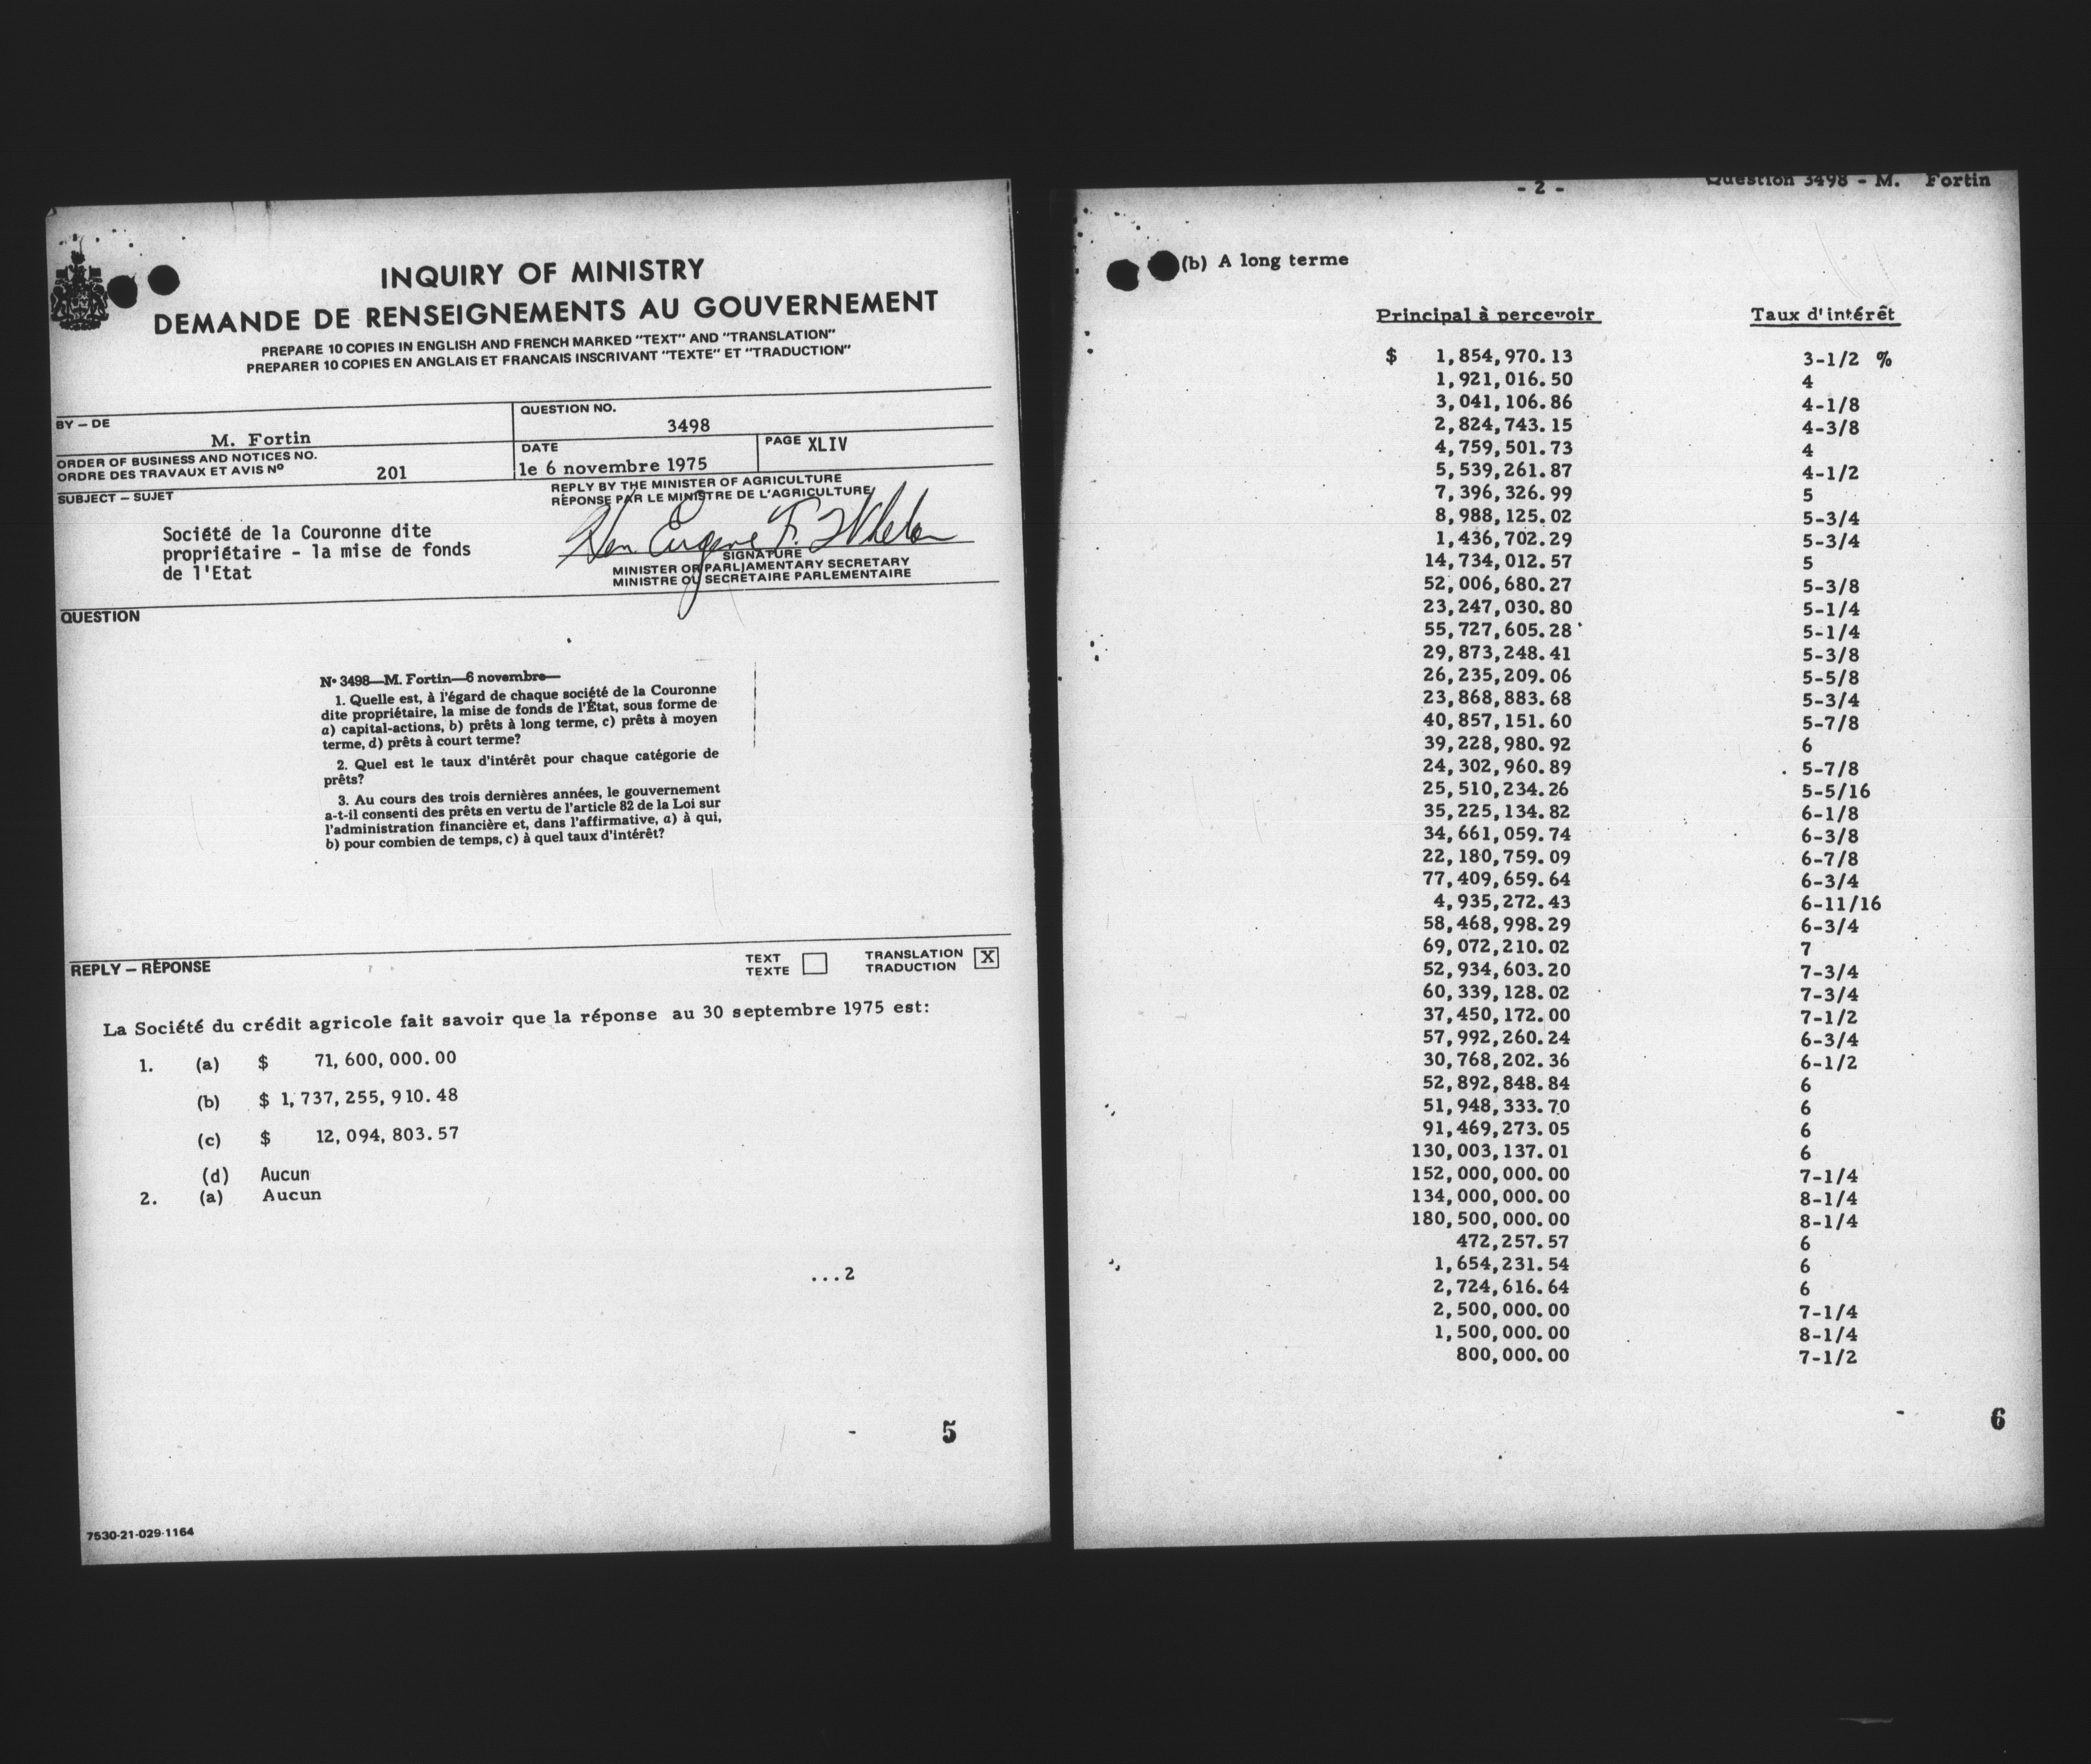 INQUIRY OF MINISTRY
DEMANDE DE RENSEIGNEMENTS AU GOUVERNEMENT
PREPARE 10 COPIES IN ENGLISH AND FRENCH MARKED "TEXT" AND "TRANSLATION"
PREPARER 10 COPIES EN ANGLAIS ET FRANCAIS INSCRIVANT "TEXTE" ET "TRADUCTION"
BY – DE
M. Fortin
QUESTION NO.
3498
ORDER OF BUSINESS AND NOTICES NO.
ORDRE DES TRAVAUX ET AVIS Nº
201
DATE
le 6 novembre 1975
PAGE XLIV
SUBJECT – SUJET
Société de la Couronne dite
propriétaire - la mise de fonds
de l'Etat
REPLY BY THE MINISTER OF AGRICULTURE
RÉPONSE PAR LE MINISTRE DE L'AGRICULTURE
Hon Eugene F. Whelan
SIGNATURE
MINISTER OR PARLIAMENTARY SECRETARY
MINISTRE OU SECRÉTAIRE PARLEMENTAIRE
QUESTION
Nº 3498—M. Fortin—6 novembre—
1. Quelle est, à l'égard de chaque société de la Couronne
dite propriétaire, la mise de fonds de l'État, sous forme de
a) capital-actions, b) prêts à long terme, c) prêts à moyen
terme, d) prêts à court terme?
2. Quel est le taux d'intérêt pour chaque catégorie de
prêts?
3. Au cours des trois dernières années, le gouvernement
a-t-il consenti des prêts en vertu de l'article 82 de la Loi sur
l'administration financière et, dans l'affirmative, a) à qui,
b) pour combien de temps, c) à quel taux d'intérêt?
REPLY – RÉPONSE
TEXT
TEXTE
TRANSLATION
TRADUCTION
X
La Société du crédit agricole fait savoir que la réponse au 30 septembre 1975 est:
1. (a) $ 71,600,000.00
(b) $ 1,737,255,910.48
(c) $ 12,094,803.57
(d) Aucun
2. (a) Aucun
...2
5
7530-21-029-1164
- 2 -
Question 3498 - M. Fortin
(b) A long terme
Principal à percevoir Taux d'intérêt
$ 1,854,970.13 3-1/2 %
1,921,016.50 4
3,041,106.86 4-1/8
2,824,743.15 4-3/8
4,759,501.73 4
5,539,261.87 4-1/2
7,396,326.99 5
8,988,125.02 5-3/4
1,436,702.29 5-3/4
14,734,012.57 5
52,006,680.27 5-3/8
23,247,030.80 5-1/4
55,727,605.28 5-1/4
29,873,248.41 5-3/8
26,235,209.06 5-5/8
23,868,883.68 5-3/4
40,857,151.60 5-7/8
39,228,980.92 6
24,302,960.89 5-7/8
25,510,234.26 5-5/16
35,225,134.82 6-1/8
34,661,059.74 6-3/8
22,180,759.09 6-7/8
77,409,659.64 6-3/4
4,935,272.43 6-11/16
58,468,998.29 6-3/4
69,072,210.02 7
52,934,603.20 7-3/4
60,339,128.02 7-3/4
37,450,172.00 7-1/2
57,992,260.24 6-3/4
30,768,202.36 6-1/2
52,892,848.84 6
51,948,333.70 6
91,469,273.05 6
130,003,137.01 6
152,000,000.00 7-1/4
134,000,000.00 8-1/4
180,500,000.00 8-1/4
472,257.57 6
1,654,231.54 6
2,724,616.64 6
2,500,000.00 7-1/4
1,500,000.00 8-1/4
800,000.00 7-1/2
6